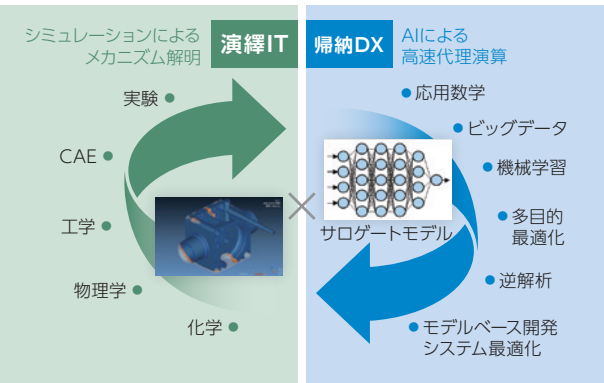 シミュレーションによる
メカニズム解明
演繹IT
実験
CAE
工学
物理学
化学
帰納DX
AIによる
高速代理演算
応用数学
ビッグデータ
機械学習
多目的
最適化
逆解析
モデルベース開発
システム最適化
サロゲートモデル
×